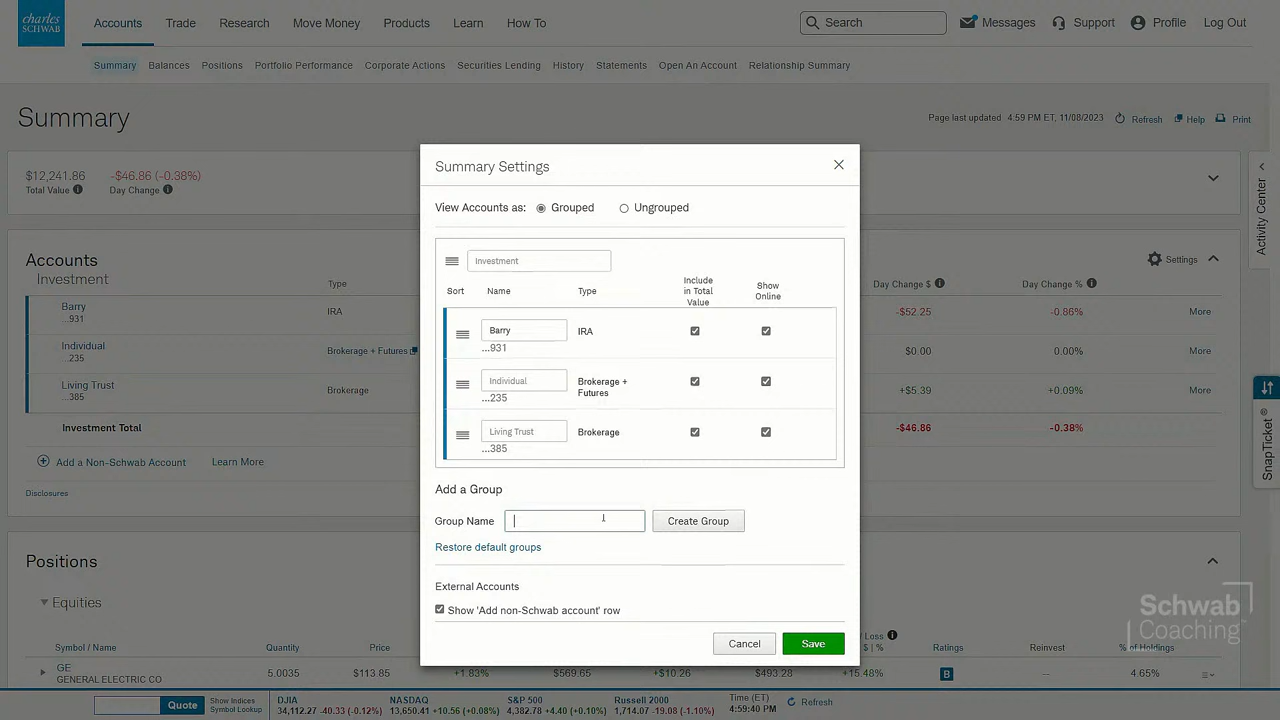 charles
SCHWAB
Accounts Trade Research Move Money Products Learn How To
Search Messages Support Profile Log Out
Summary Balances Positions Portfolio Performance Corporate Actions Securities Lending History Statements Open An Account Relationship Summary
Summary
Page last updated 4:59 PM ET, 11/08/2023 Refresh Help Print
$12,241.86 -$46.86 (-0.38%)
Total Value Day Change
Activity Center
Accounts
Settings
Investment
Type Day Change $ Day Change %
Barry IRA -$52.25 -0.86% More
...931
Individual Brokerage + Futures $0.00 0.00% More
...235
Living Trust Brokerage +$5.39 +0.09% More
...385
Investment Total -$46.86 -0.38%
Add a Non-Schwab Account Learn More
Disclosures
SnapTicket®
Summary Settings
View Accounts as: Grouped Ungrouped
Investment
Sort Name Type Include in Total Value Show Online
Barry IRA
...931
Individual Brokerage + Futures
...235
Living Trust Brokerage
...385
Add a Group
Group Name Create Group
Restore default groups
External Accounts
Show 'Add non-Schwab account' row
Cancel Save
Positions
Equities
Symbol / Name Quantity Price / Loss $ | % Ratings Reinvest % of Holdings
GE 5.0035 $113.85 +1.83% $569.65 +$10.26 $493.28 +15.48% B — 4.65%
GENERAL ELECTRIC CO
Schwab
Coaching
Quote Show Indices
Symbol Lookup
DJIA NASDAQ S&P 500 Russell 2000 Time (ET) Refresh
34,112.27 -40.33 (-0.12%) 13,650.41 +10.56 (+0.08%) 4,382.78 +4.40 (+0.10%) 1,714.07 -19.08 (-1.10%) 4:59:40 PM